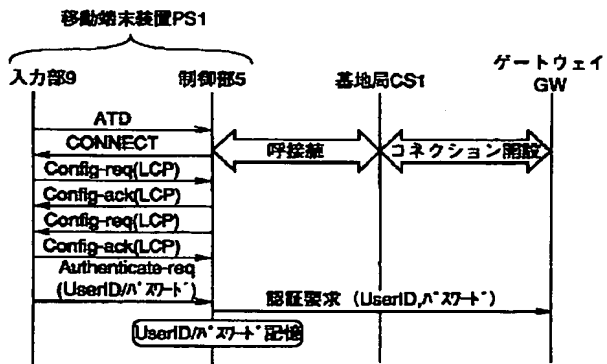 移動端末装置PS1
入力部9
制御部5
基地局CS1
ゲートウェイ
GW
ATD
CONNECT
呼接続
コネクション開設
Config-req(LCP)
Config-ack(LCP)
Config-req(LCP)
Config-ack(LCP)
Authenticate-req
(UserID/ﾊﾟｽﾜｰﾄﾞ)
認証要求（UserID,ﾊﾟｽﾜｰﾄﾞ）
UserID/ﾊﾟｽﾜｰﾄﾞ記憶